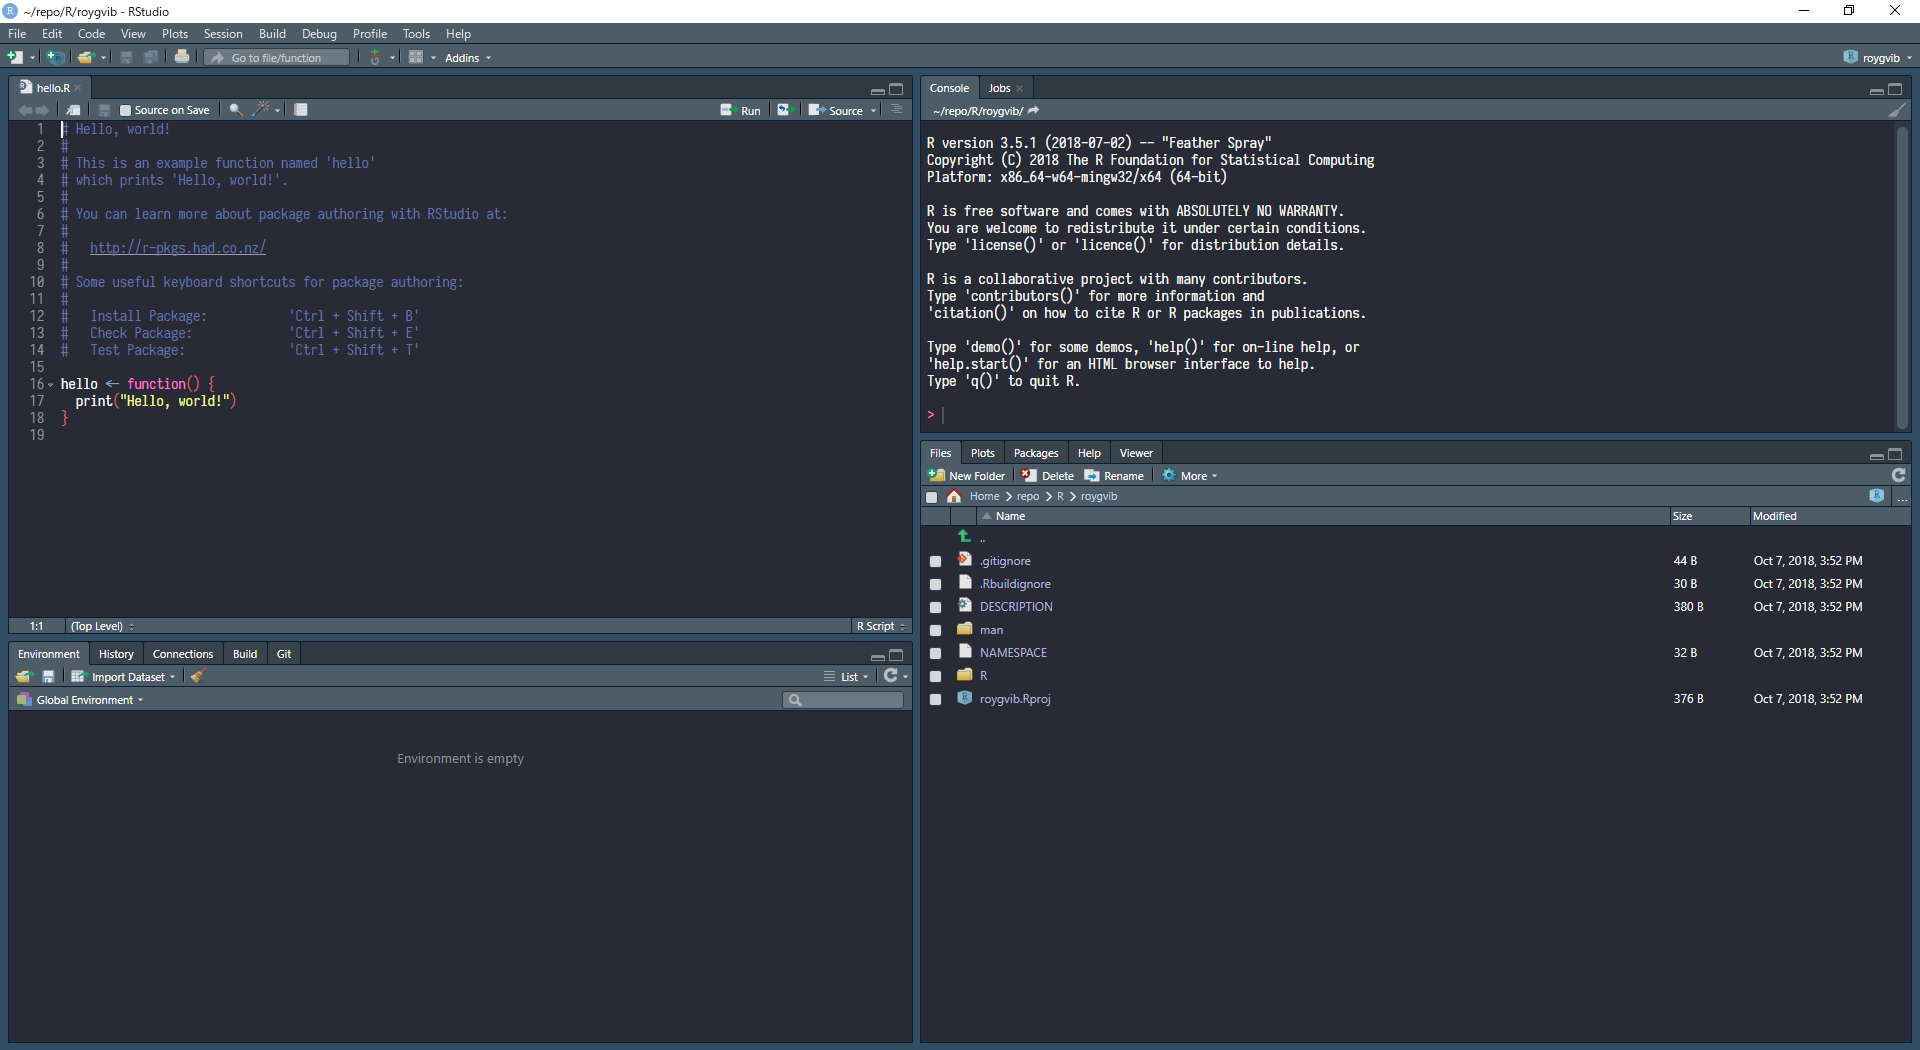 ~/repo/R/roygvib - RStudio
File Edit Code View Plots Session Build Debug Profile Tools Help
Go to file/function Addins roygvib
hello.R
Source on Save Run Source
1 # Hello, world!
2 #
3 # This is an example function named 'hello'
4 # which prints 'Hello, world!'.
5 #
6 # You can learn more about package authoring with RStudio at:
7 #
8 #   http://r-pkgs.had.co.nz/
9 #
10 # Some useful keyboard shortcuts for package authoring:
11 #
12 #   Install Package:           'Ctrl + Shift + B'
13 #   Check Package:             'Ctrl + Shift + E'
14 #   Test Package:              'Ctrl + Shift + T'
15
16 hello <- function() {
17   print("Hello, world!")
18 }
19
1:1 (Top Level) R Script
Environment History Connections Build Git
Import Dataset List
Global Environment
Environment is empty
Console Jobs
~/repo/R/roygvib/
R version 3.5.1 (2018-07-02) -- "Feather Spray"
Copyright (C) 2018 The R Foundation for Statistical Computing
Platform: x86_64-w64-mingw32/x64 (64-bit)
R is free software and comes with ABSOLUTELY NO WARRANTY.
You are welcome to redistribute it under certain conditions.
Type 'license()' or 'licence()' for distribution details.
R is a collaborative project with many contributors.
Type 'contributors()' for more information and
'citation()' on how to cite R or R packages in publications.
Type 'demo()' for some demos, 'help()' for on-line help, or
'help.start()' for an HTML browser interface to help.
Type 'q()' to quit R.
>
Files Plots Packages Help Viewer
New Folder Delete Rename More
Home > repo > R > roygvib ...
Name Size Modified
..
.gitignore 44 B Oct 7, 2018, 3:52 PM
.Rbuildignore 30 B Oct 7, 2018, 3:52 PM
DESCRIPTION 380 B Oct 7, 2018, 3:52 PM
man
NAMESPACE 32 B Oct 7, 2018, 3:52 PM
R
roygvib.Rproj 376 B Oct 7, 2018, 3:52 PM